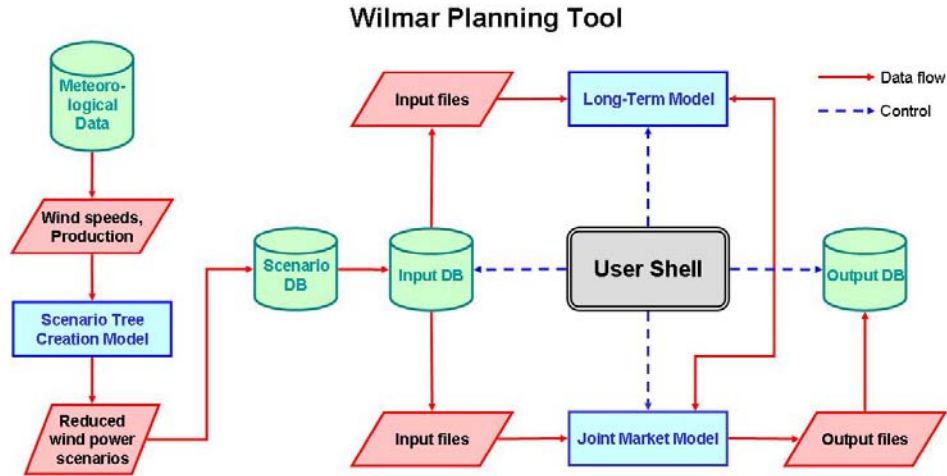 Wilmar Planning Tool
Meteoro-
logical
Data
Input files
Long-Term Model
Data flow
Control
Wind speeds,
Production
Scenario
DB
Input DB
User Shell
Output DB
Scenario Tree
Creation Model
Reduced
wind power
scenarios
Input files
Joint Market Model
Output files